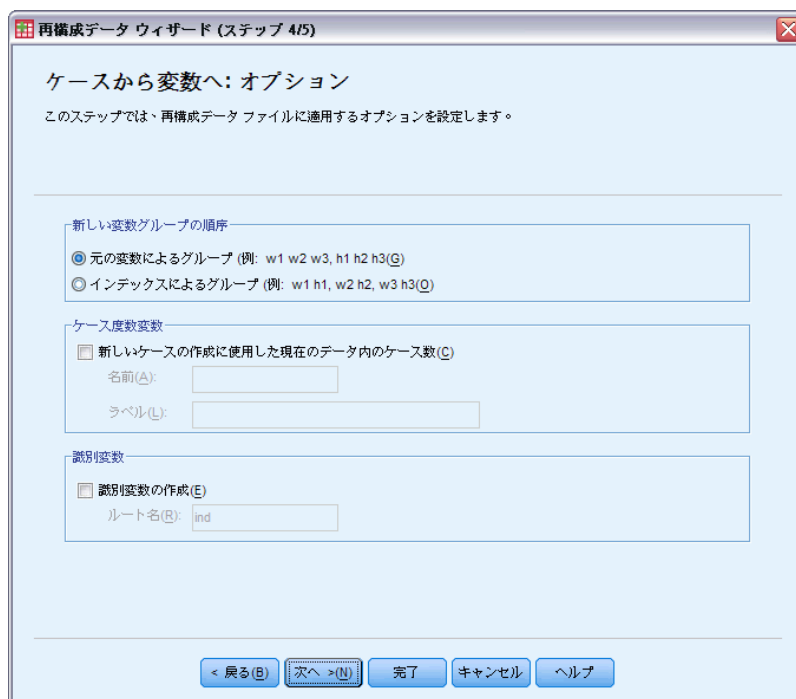 再構成データ ウィザード (ステップ 4/5)
ケースから変数へ: オプション
このステップでは、再構成データ ファイルに適用するオプションを設定します。
新しい変数グループの順序
元の変数によるグループ (例: w1 w2 w3, h1 h2 h3(G)
インデックスによるグループ (例: w1 h1, w2 h2, w3 h3(O)
ケース度数変数
新しいケースの作成に使用した現在のデータ内のケース数(C)
名前(A):
ラベル(L):
識別変数
識別変数の作成(E)
ルート名(R): ind
< 戻る(B) 次へ >(N) 完了 キャンセル ヘルプ